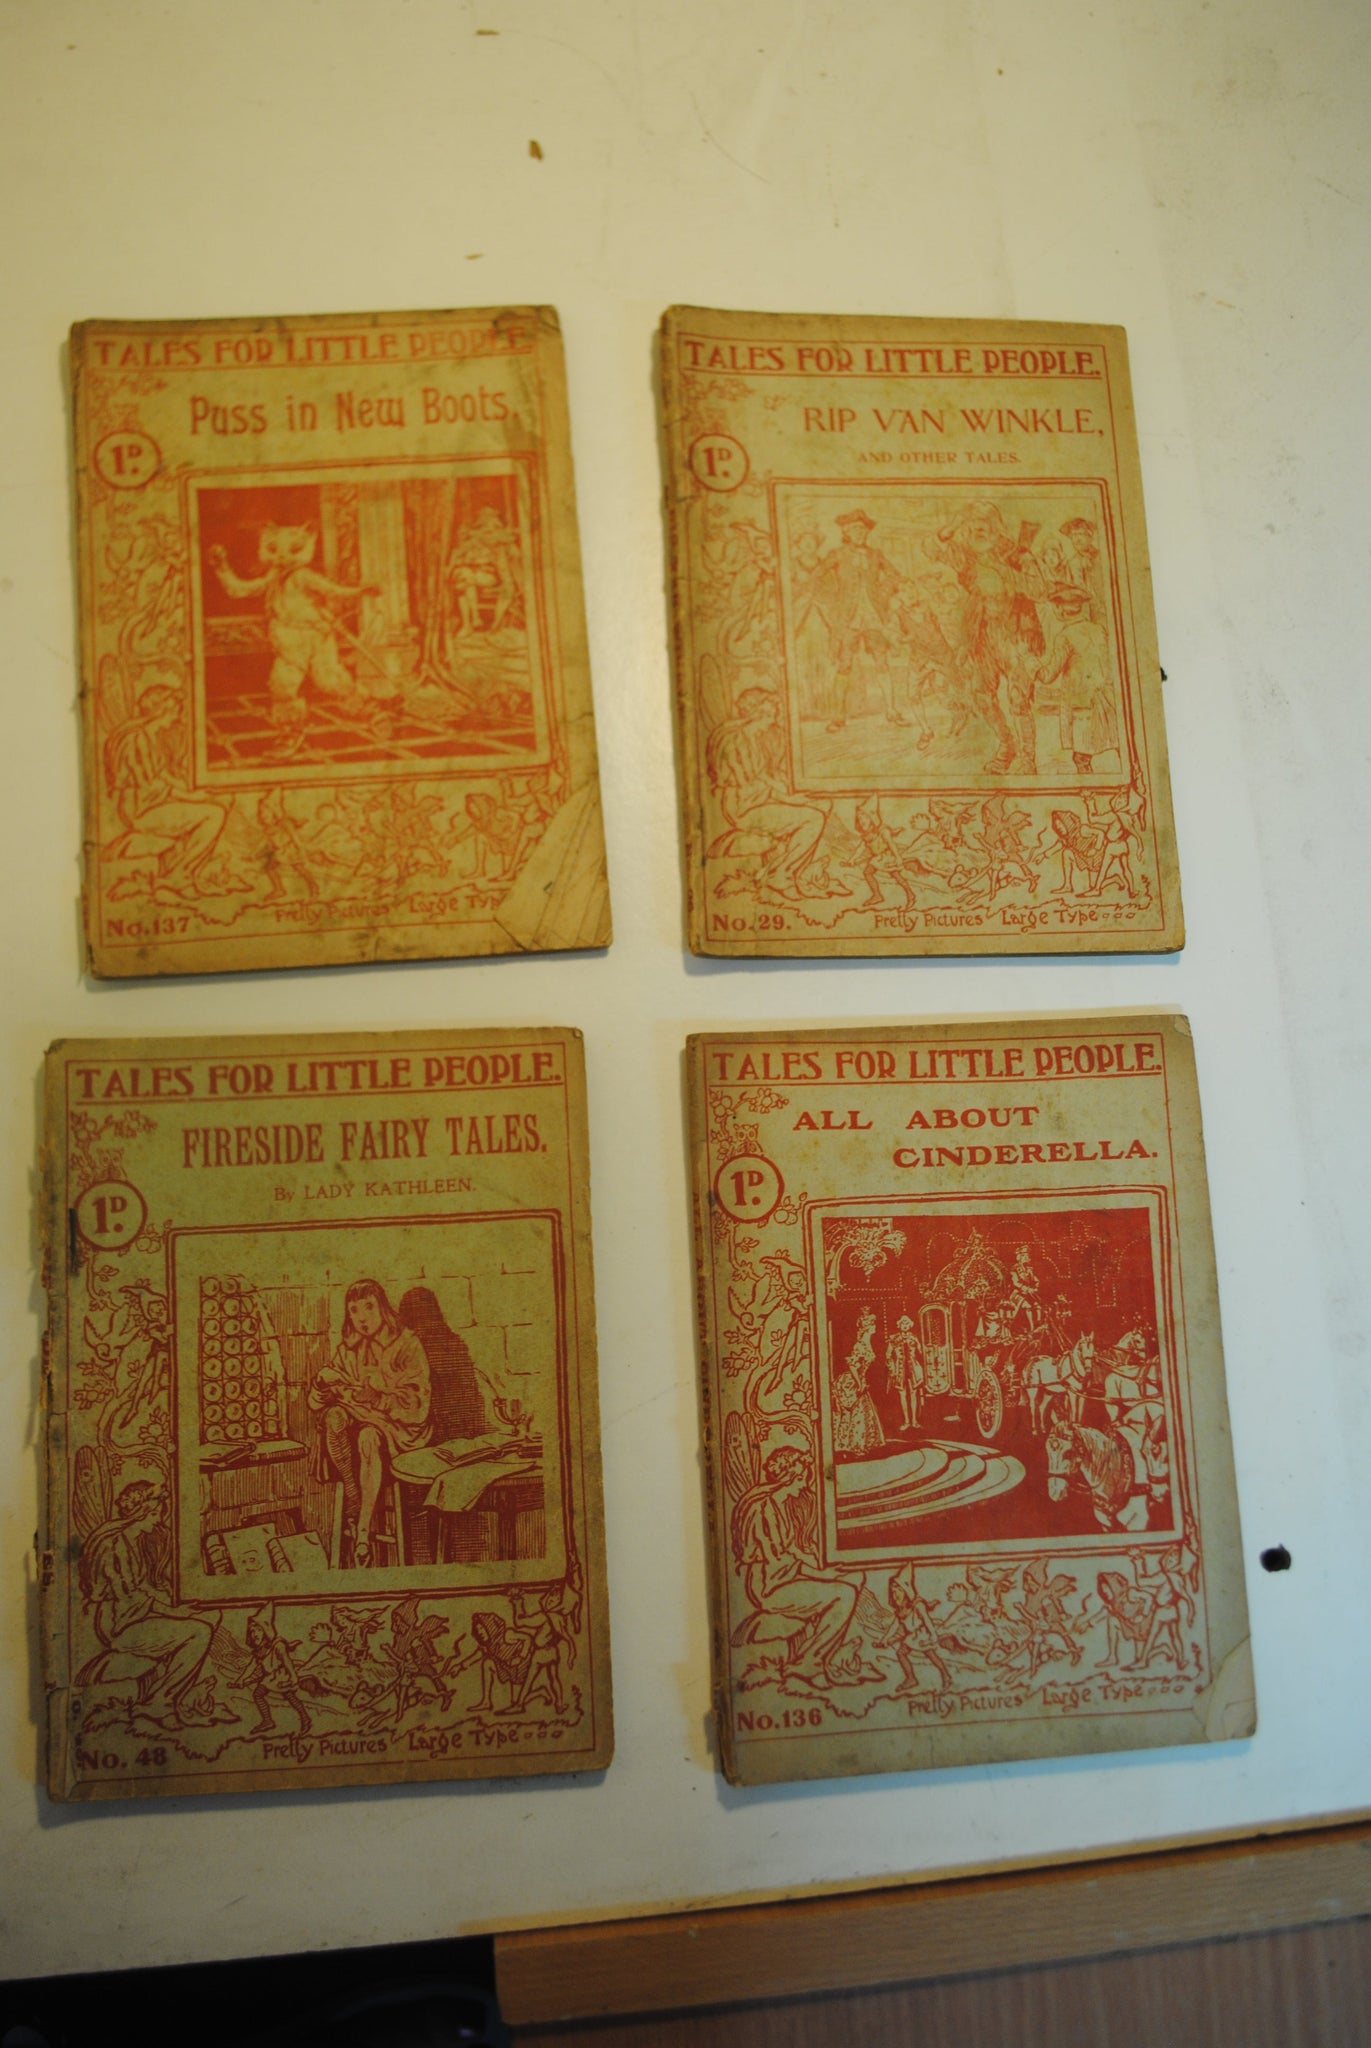 TALES FOR LITTLE PEOPLE.
Puss in New Boots.
1D.
No.137
Pretty Pictures Large Type
TALES FOR LITTLE PEOPLE.
RIP VAN WINKLE,
AND OTHER TALES.
1D.
No. 29.
Pretty Pictures Large Type
TALES FOR LITTLE PEOPLE.
FIRESIDE FAIRY TALES.
By LADY KATHLEEN.
1D.
No. 48
Pretty Pictures Large Type
TALES FOR LITTLE PEOPLE.
ALL ABOUT
CINDERELLA.
1D.
No.136
Pretty Pictures Large Type